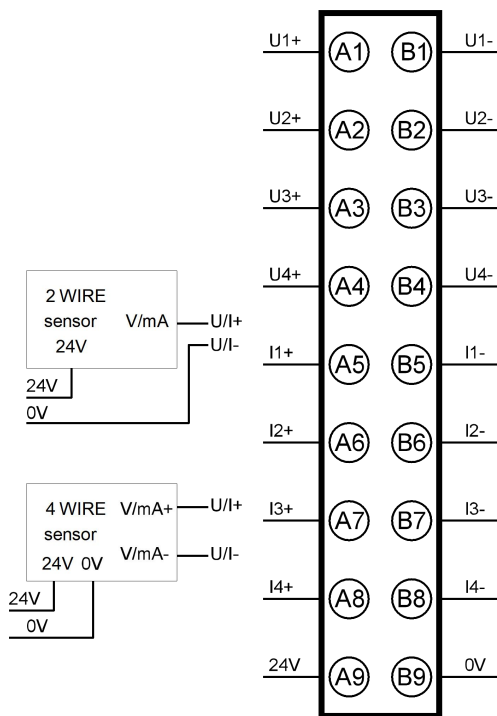 U1+ A1 B1 U1-
U2+ A2 B2 U2-
U3+ A3 B3 U3-
U4+ A4 B4 U4-
I1+ A5 B5 I1-
I2+ A6 B6 I2-
I3+ A7 B7 I3-
I4+ A8 B8 I4-
24V A9 B9 0V
2 WIRE
sensor V/mA U/I+
24V U/I-
24V
0V
4 WIRE V/mA+ U/I+
sensor
24V 0V V/mA- U/I-
24V
0V